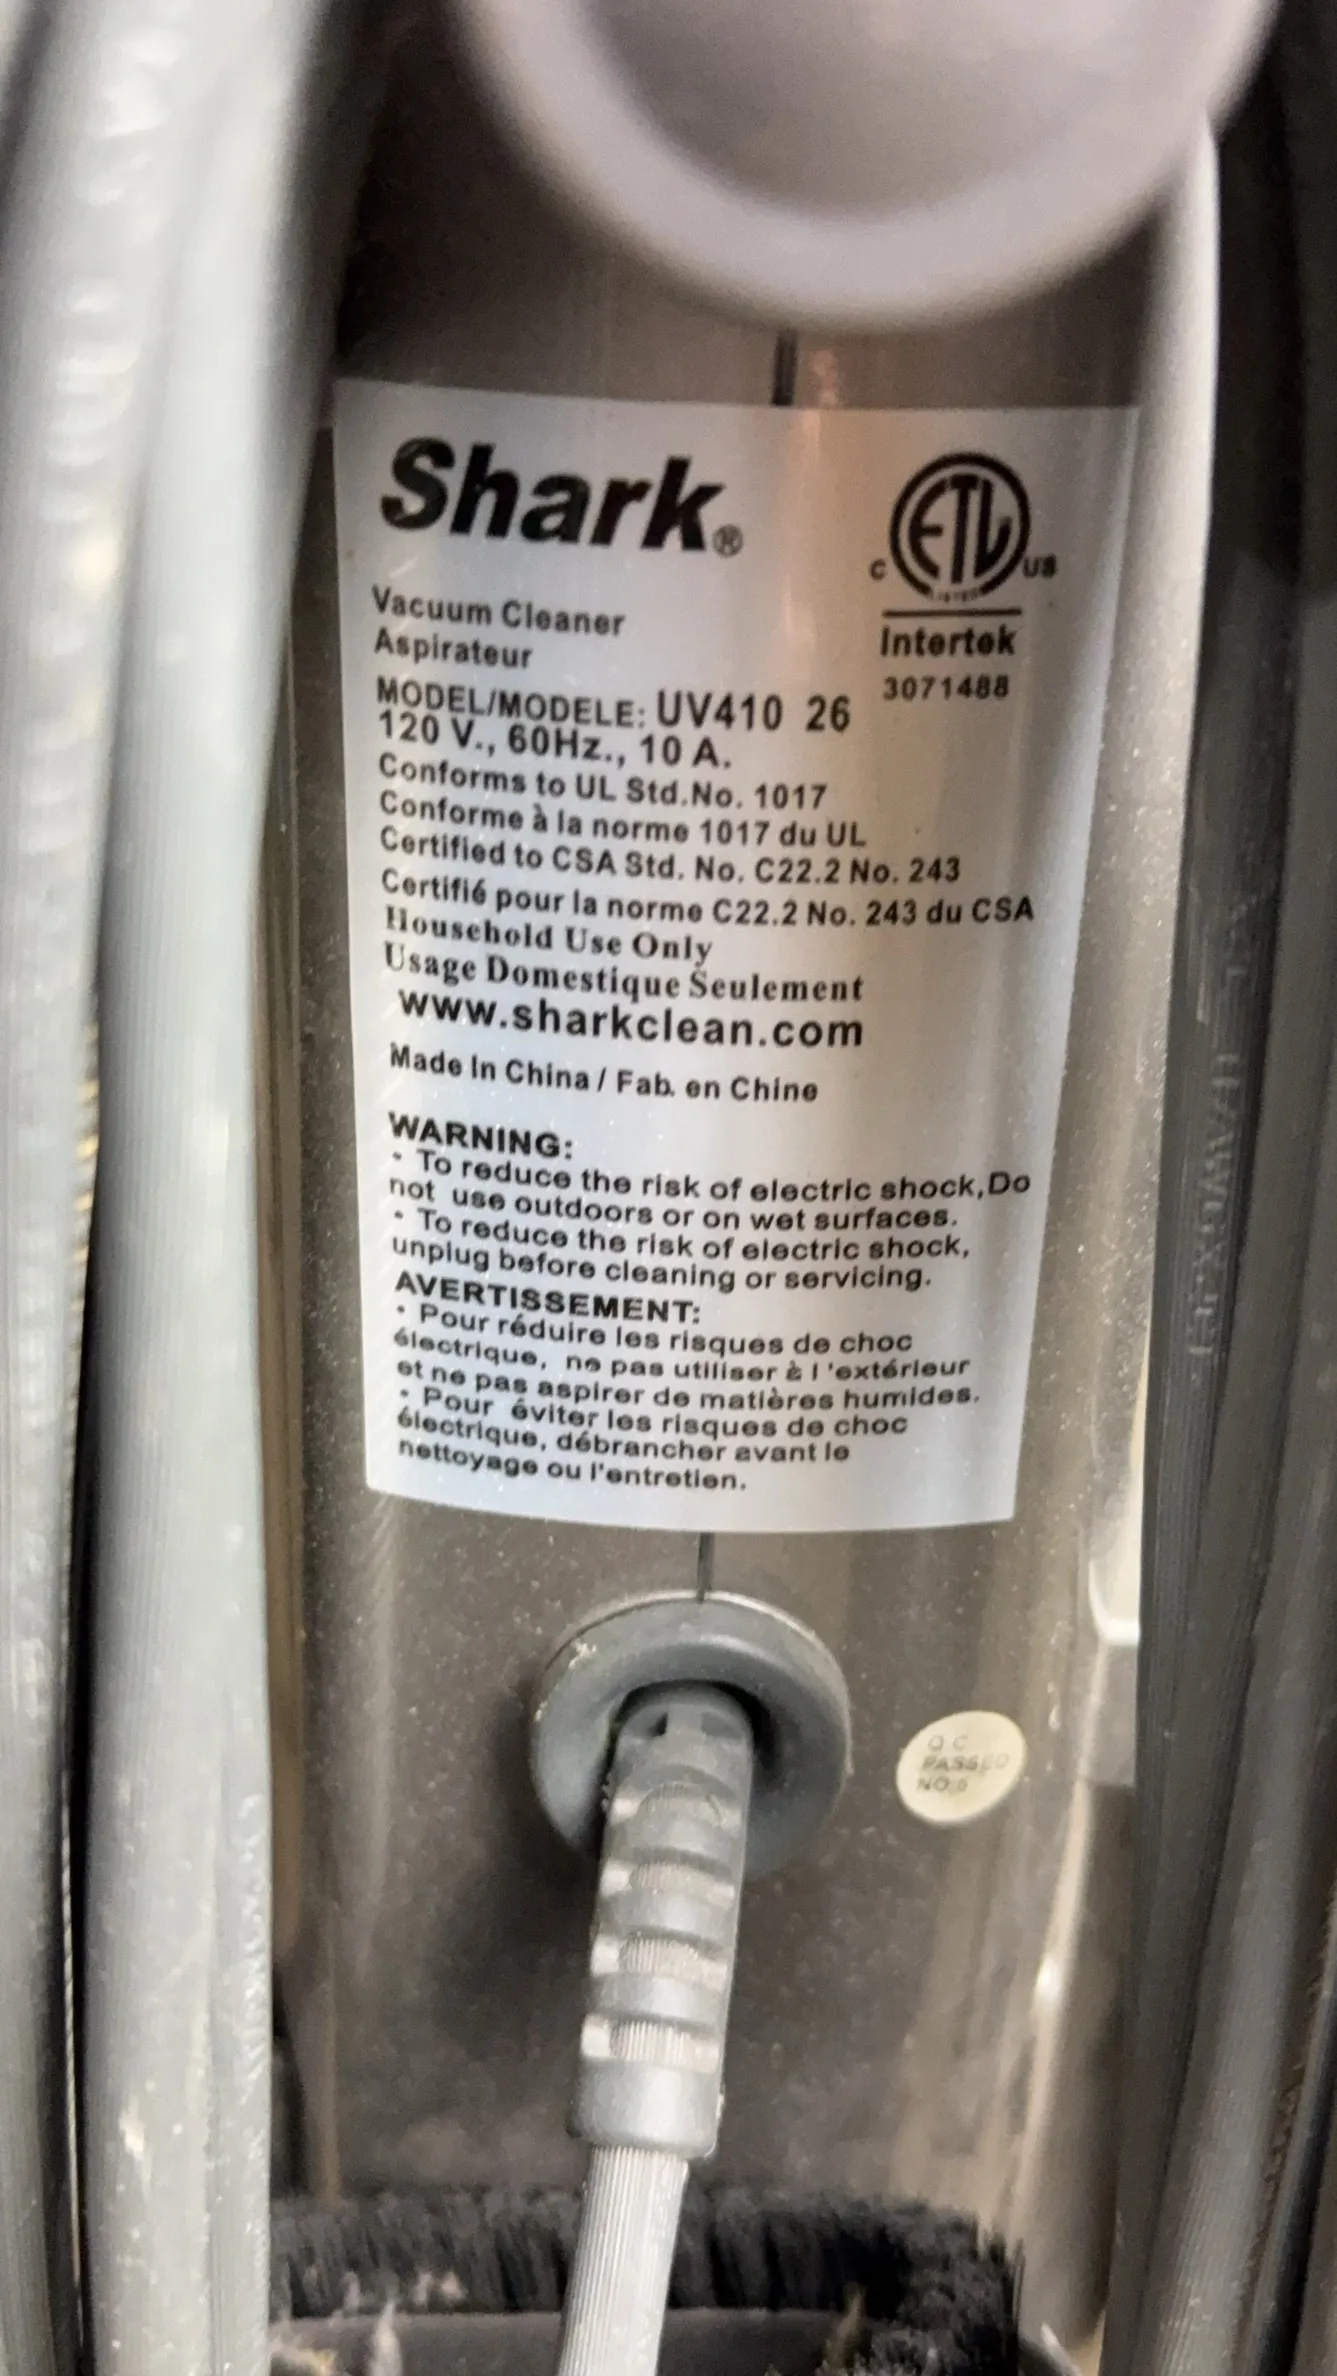 Shark®
C ETL US
LISTED
Intertek
3071488
Vacuum Cleaner
Aspirateur
MODEL/MODELE: UV410 26
120 V., 60Hz., 10 A.
Conforms to UL Std.No. 1017
Conforme à la norme 1017 du UL
Certified to CSA Std. No. C22.2 No. 243
Certifié pour la norme C22.2 No. 243 du CSA
Household Use Only
Usage Domestique Seulement
www.sharkclean.com
Made In China / Fab. en Chine
WARNING:
· To reduce the risk of electric shock,Do
not use outdoors or on wet surfaces.
· To reduce the risk of electric shock,
unplug before cleaning or servicing.
AVERTISSEMENT:
· Pour réduire les risques de choc
électrique, ne pas utiliser à l'extérieur
et ne pas aspirer de matières humides.
· Pour éviter les risques de choc
électrique, débrancher avant le
nettoyage ou l'entretien.
Q C
PASSED